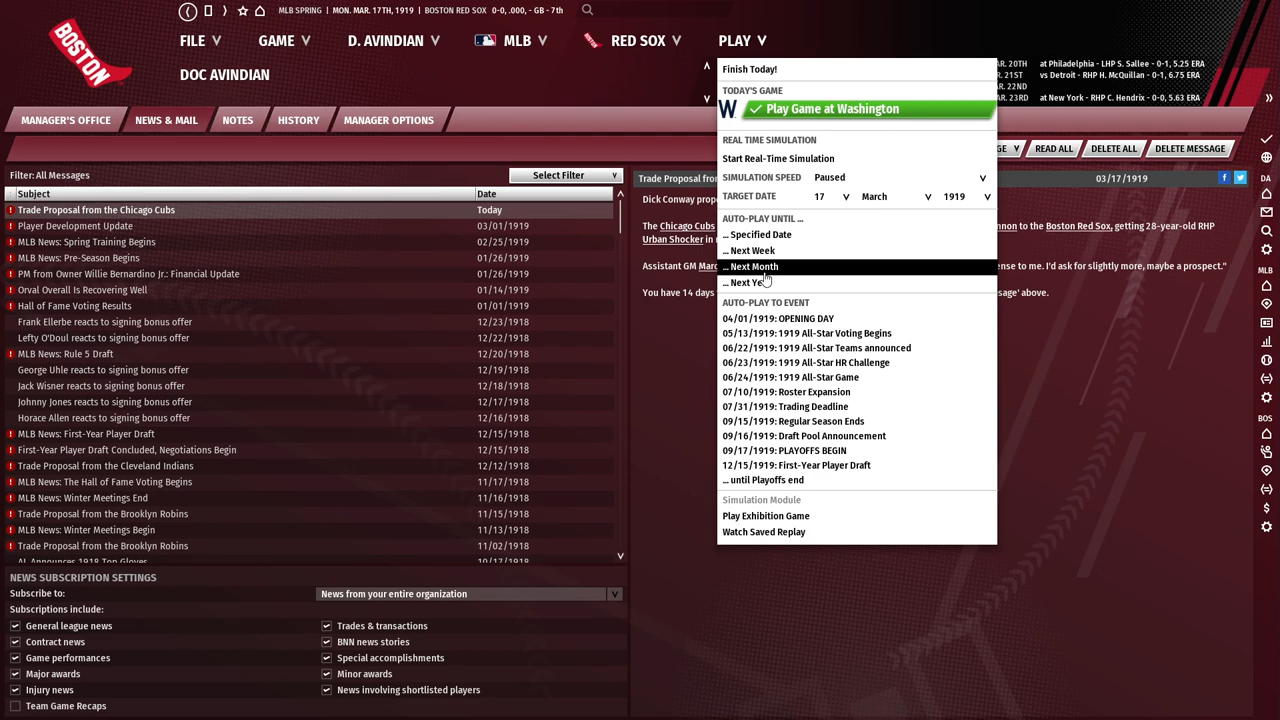 MLB SPRING | MON. MAR. 17TH, 1919 | BOSTON RED SOX 0-0, .000, - GB - 7th
BOSTON
FILE GAME D. AVINDIAN MLB RED SOX PLAY
DOC AVINDIAN
AR. 20TH at Philadelphia - LHP S. Sallee - 0-1, 5.25 ERA
AR. 21ST vs Detroit - RHP H. McQuillan - 0-1, 6.75 ERA
AR. 22ND
AR. 23RD at New York - RHP C. Hendrix - 0-0, 5.63 ERA
MANAGER'S OFFICE NEWS & MAIL NOTES HISTORY MANAGER OPTIONS
GE READ ALL DELETE ALL DELETE MESSAGE
Filter: All Messages Select Filter
Subject Date
Trade Proposal from the Chicago Cubs Today
Player Development Update 03/01/1919
MLB News: Spring Training Begins 02/25/1919
MLB News: Pre-Season Begins 01/26/1919
PM from Owner Willie Bernardino Jr.: Financial Update 01/26/1919
Orval Overall Is Recovering Well 01/14/1919
Hall of Fame Voting Results 01/01/1919
Frank Ellerbe reacts to signing bonus offer 12/23/1918
Lefty O'Doul reacts to signing bonus offer 12/22/1918
MLB News: Rule 5 Draft 12/20/1918
George Uhle reacts to signing bonus offer 12/19/1918
Jack Wisner reacts to signing bonus offer 12/18/1918
Johnny Jones reacts to signing bonus offer 12/17/1918
Horace Allen reacts to signing bonus offer 12/16/1918
MLB News: First-Year Player Draft 12/15/1918
First-Year Player Draft Concluded, Negotiations Begin 12/15/1918
Trade Proposal from the Cleveland Indians 12/12/1918
MLB News: The Hall of Fame Voting Begins 11/17/1918
MLB News: Winter Meetings End 11/16/1918
Trade Proposal from the Brooklyn Robins 11/15/1918
MLB News: Winter Meetings Begin 11/13/1918
Trade Proposal from the Brooklyn Robins 11/02/1918
AL Announces 1918 Top Gloves 10/17/1918
NEWS SUBSCRIPTION SETTINGS
Subscribe to: News from your entire organization
Subscriptions include:
General league news Trades & transactions
Contract news BNN news stories
Game performances Special accomplishments
Major awards Minor awards
Injury news News involving shortlisted players
Team Game Recaps
Trade Proposal fro 03/17/1919
Dick Conway prop
The Chicago Cubs nnon to the Boston Red Sox, getting 28-year-old RHP
Urban Shocker in
Assistant GM Marc ense to me. I'd ask for slightly more, maybe a prospect."
You have 14 days ssage' above.
Finish Today!
TODAY'S GAME
W Play Game at Washington
REAL TIME SIMULATION
Start Real-Time Simulation
SIMULATION SPEED Paused
TARGET DATE 17 March 1919
AUTO-PLAY UNTIL ...
... Specified Date
... Next Week
... Next Month
... Next Ye
AUTO-PLAY TO EVENT
04/01/1919: OPENING DAY
05/13/1919: 1919 All-Star Voting Begins
06/22/1919: 1919 All-Star Teams announced
06/23/1919: 1919 All-Star HR Challenge
06/24/1919: 1919 All-Star Game
07/10/1919: Roster Expansion
07/31/1919: Trading Deadline
09/15/1919: Regular Season Ends
09/16/1919: Draft Pool Announcement
09/17/1919: PLAYOFFS BEGIN
12/15/1919: First-Year Player Draft
... until Playoffs end
Simulation Module
Play Exhibition Game
Watch Saved Replay
DA
MLB
BOS